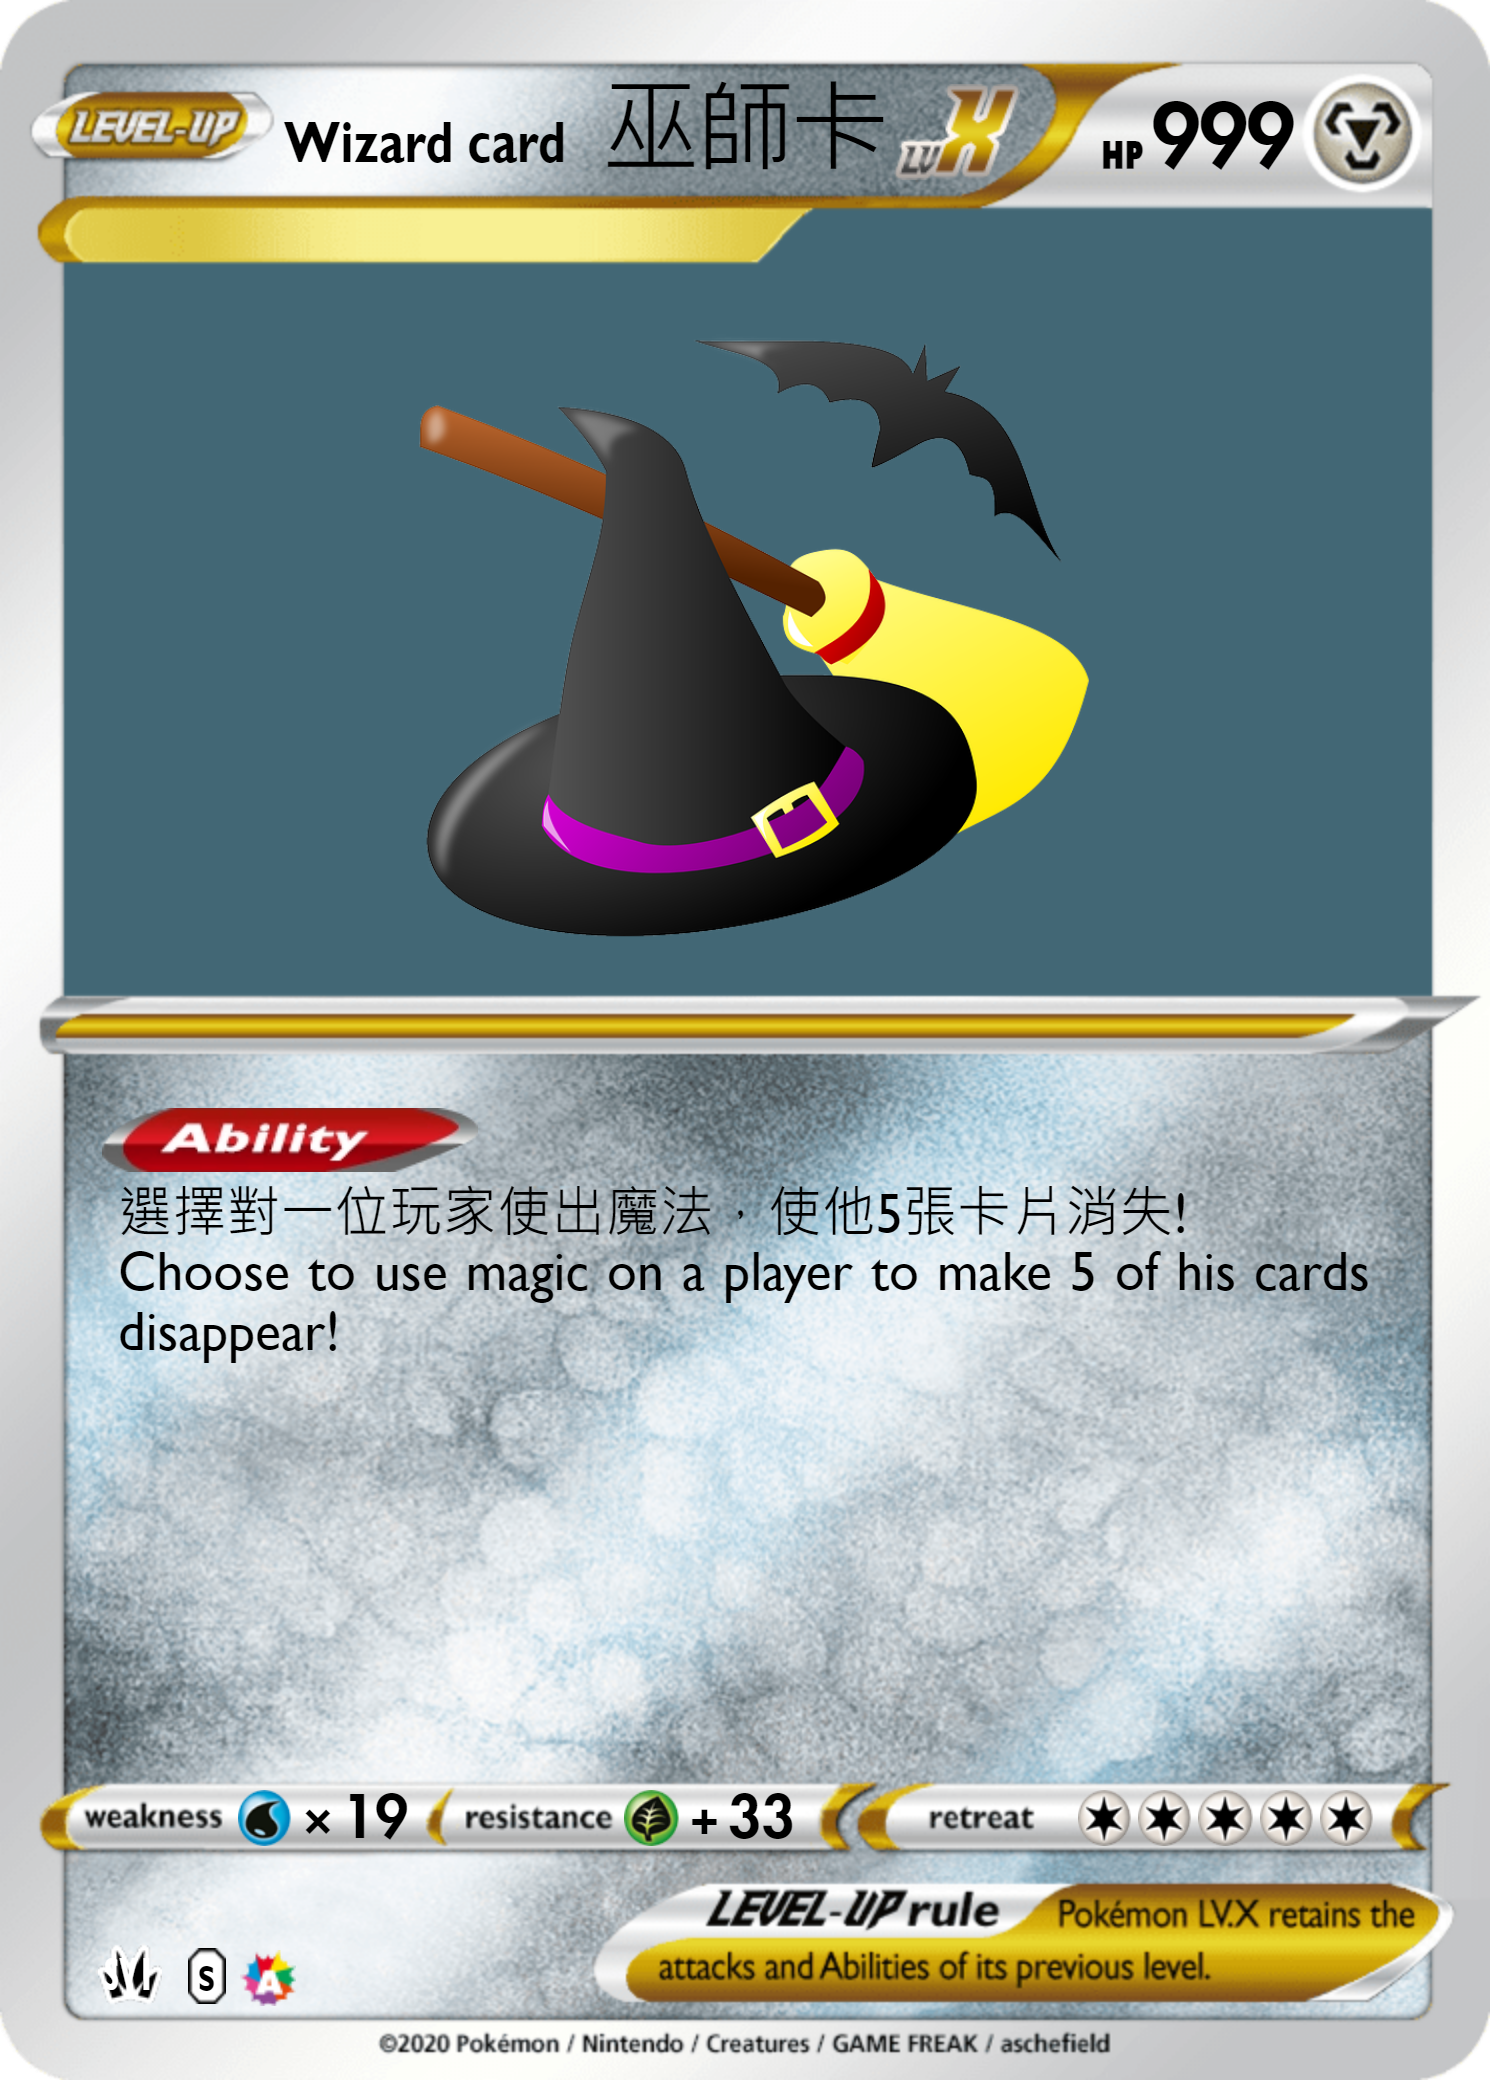 LEVEL-UP Wizard card 巫師卡 LV.X HP 999
Ability
選擇對一位玩家使出魔法，使他5張卡片消失!
Choose to use magic on a player to make 5 of his cards
disappear!
weakness × 19 resistance + 33 retreat
LEVEL-UP rule Pokémon LV.X retains the
attacks and Abilities of its previous level.
S A
©2020 Pokémon / Nintendo / Creatures / GAME FREAK / aschefield